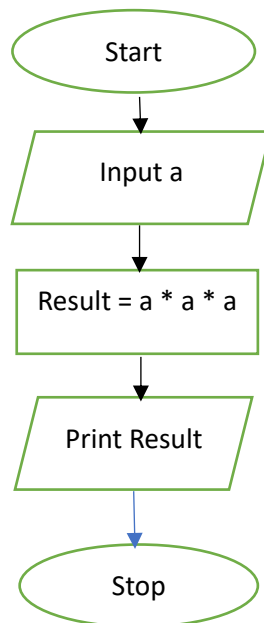 Start
Input a
Result = a * a * a
Print Result
Stop